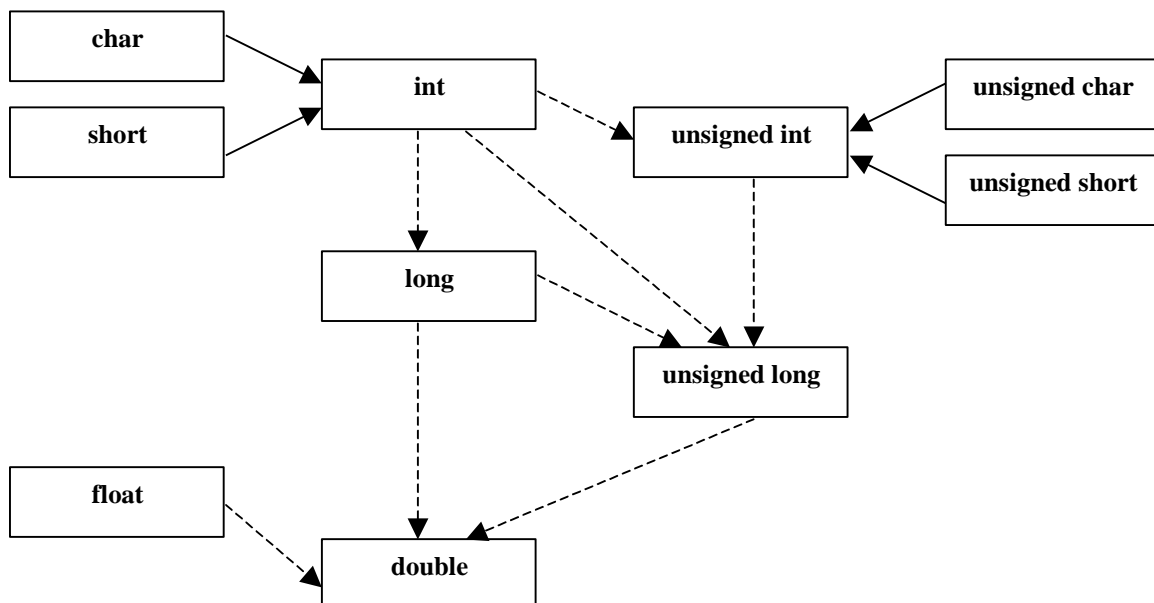 char
int
unsigned char
short
unsigned int
unsigned short
long
unsigned long
float
double